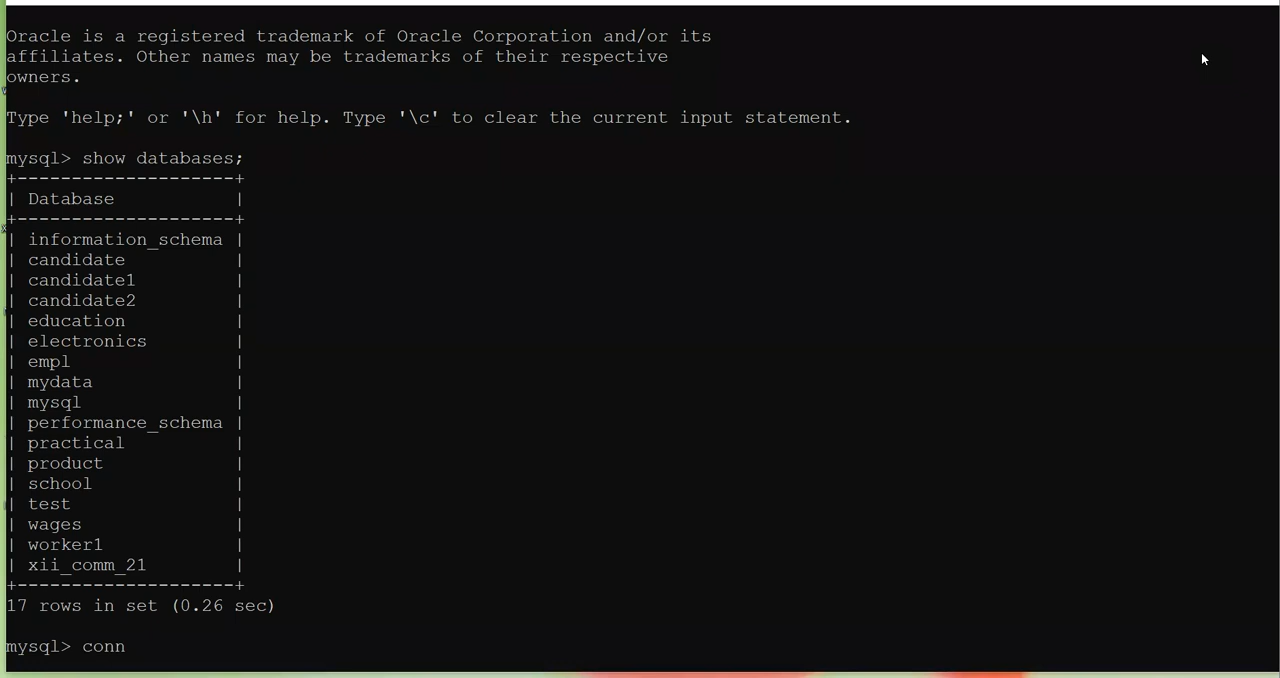 Oracle is a registered trademark of Oracle Corporation and/or its
affiliates. Other names may be trademarks of their respective
owners.
Type 'help;' or '\h' for help. Type '\c' to clear the current input statement.
mysql> show databases;
+--------------------+
| Database           |
+--------------------+
| information_schema |
| candidate          |
| candidate1         |
| candidate2         |
| education          |
| electronics        |
| empl               |
| mydata             |
| mysql              |
| performance_schema |
| practical          |
| product            |
| school             |
| test               |
| wages              |
| worker1            |
| xii_comm_21        |
+--------------------+
17 rows in set (0.26 sec)
mysql> conn